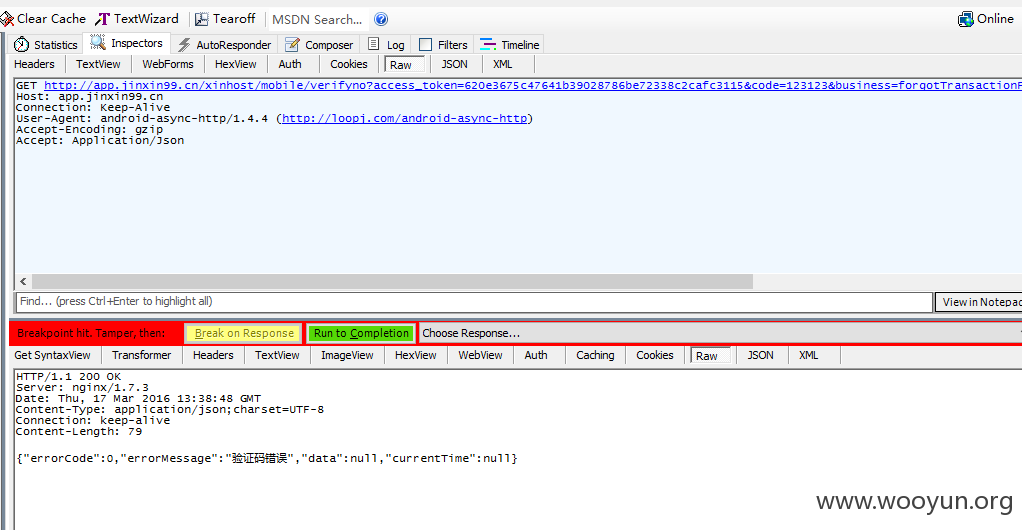 Clear Cache TextWizard Tearoff MSDN Search... Online
Statistics Inspectors AutoResponder Composer Log Filters Timeline
Headers TextView WebForms HexView Auth Cookies Raw JSON XML
GET http://app.jinxin99.cn/xinhost/mobile/verifyno?access_token=620e3675c47641b39028786be72338c2cafc3115&code=123123&business=forgotTransactionP
Host: app.jinxin99.cn
Connection: Keep-Alive
User-Agent: android-async-http/1.4.4 (http://loopj.com/android-async-http)
Accept-Encoding: gzip
Accept: Application/Json
Find... (press Ctrl+Enter to highlight all) View in Notepad
Breakpoint hit. Tamper, then: Break on Response Run to Completion Choose Response...
Get SyntaxView Transformer Headers TextView ImageView HexView WebView Auth Caching Cookies Raw JSON XML
HTTP/1.1 200 OK
Server: nginx/1.7.3
Date: Thu, 17 Mar 2016 13:38:48 GMT
Content-Type: application/json;charset=UTF-8
Connection: keep-alive
Content-Length: 79
{"errorCode":0,"errorMessage":"验证码错误","data":null,"currentTime":null}
www.wooyun.org